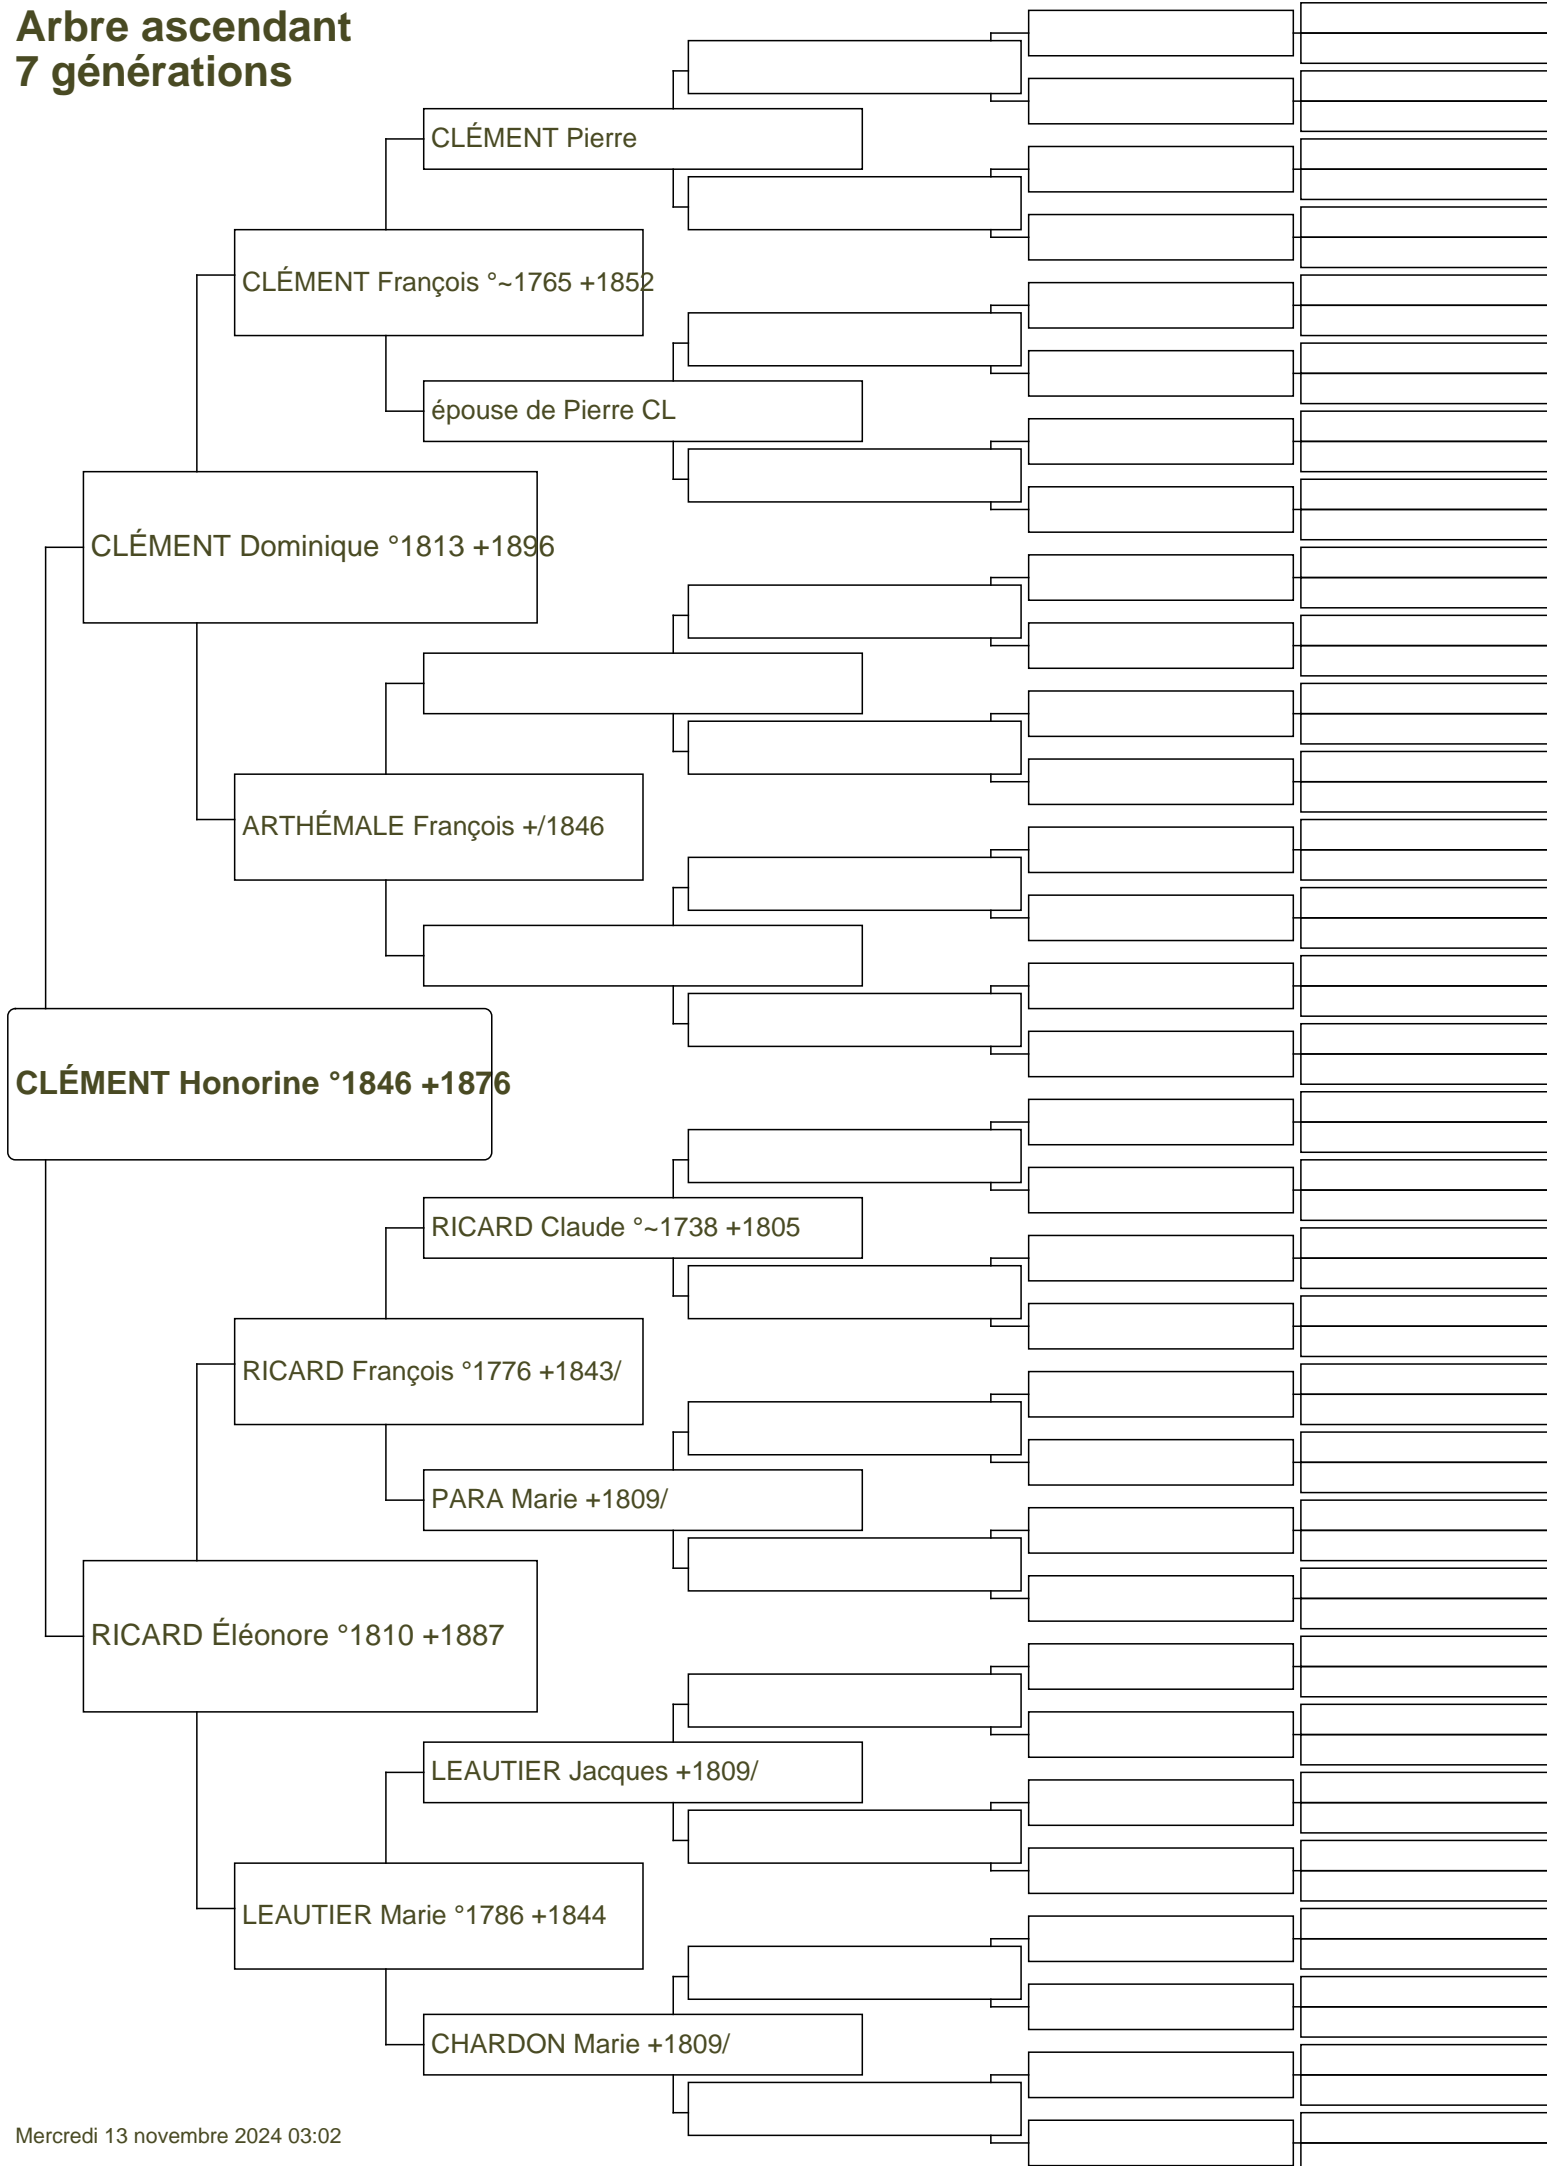 Arbre ascendant
7 générations
CLÉMENT Pierre
CLÉMENT François °~1765 +1852
épouse de Pierre CL
CLÉMENT Dominique °1813 +1896
ARTHÉMALE François +/1846
CLÉMENT Honorine °1846 +1876
RICARD Claude °~1738 +1805
RICARD François °1776 +1843/
PARA Marie +1809/
RICARD Éléonore °1810 +1887
LEAUTIER Jacques +1809/
LEAUTIER Marie °1786 +1844
CHARDON Marie +1809/
Mercredi 13 novembre 2024 03:02